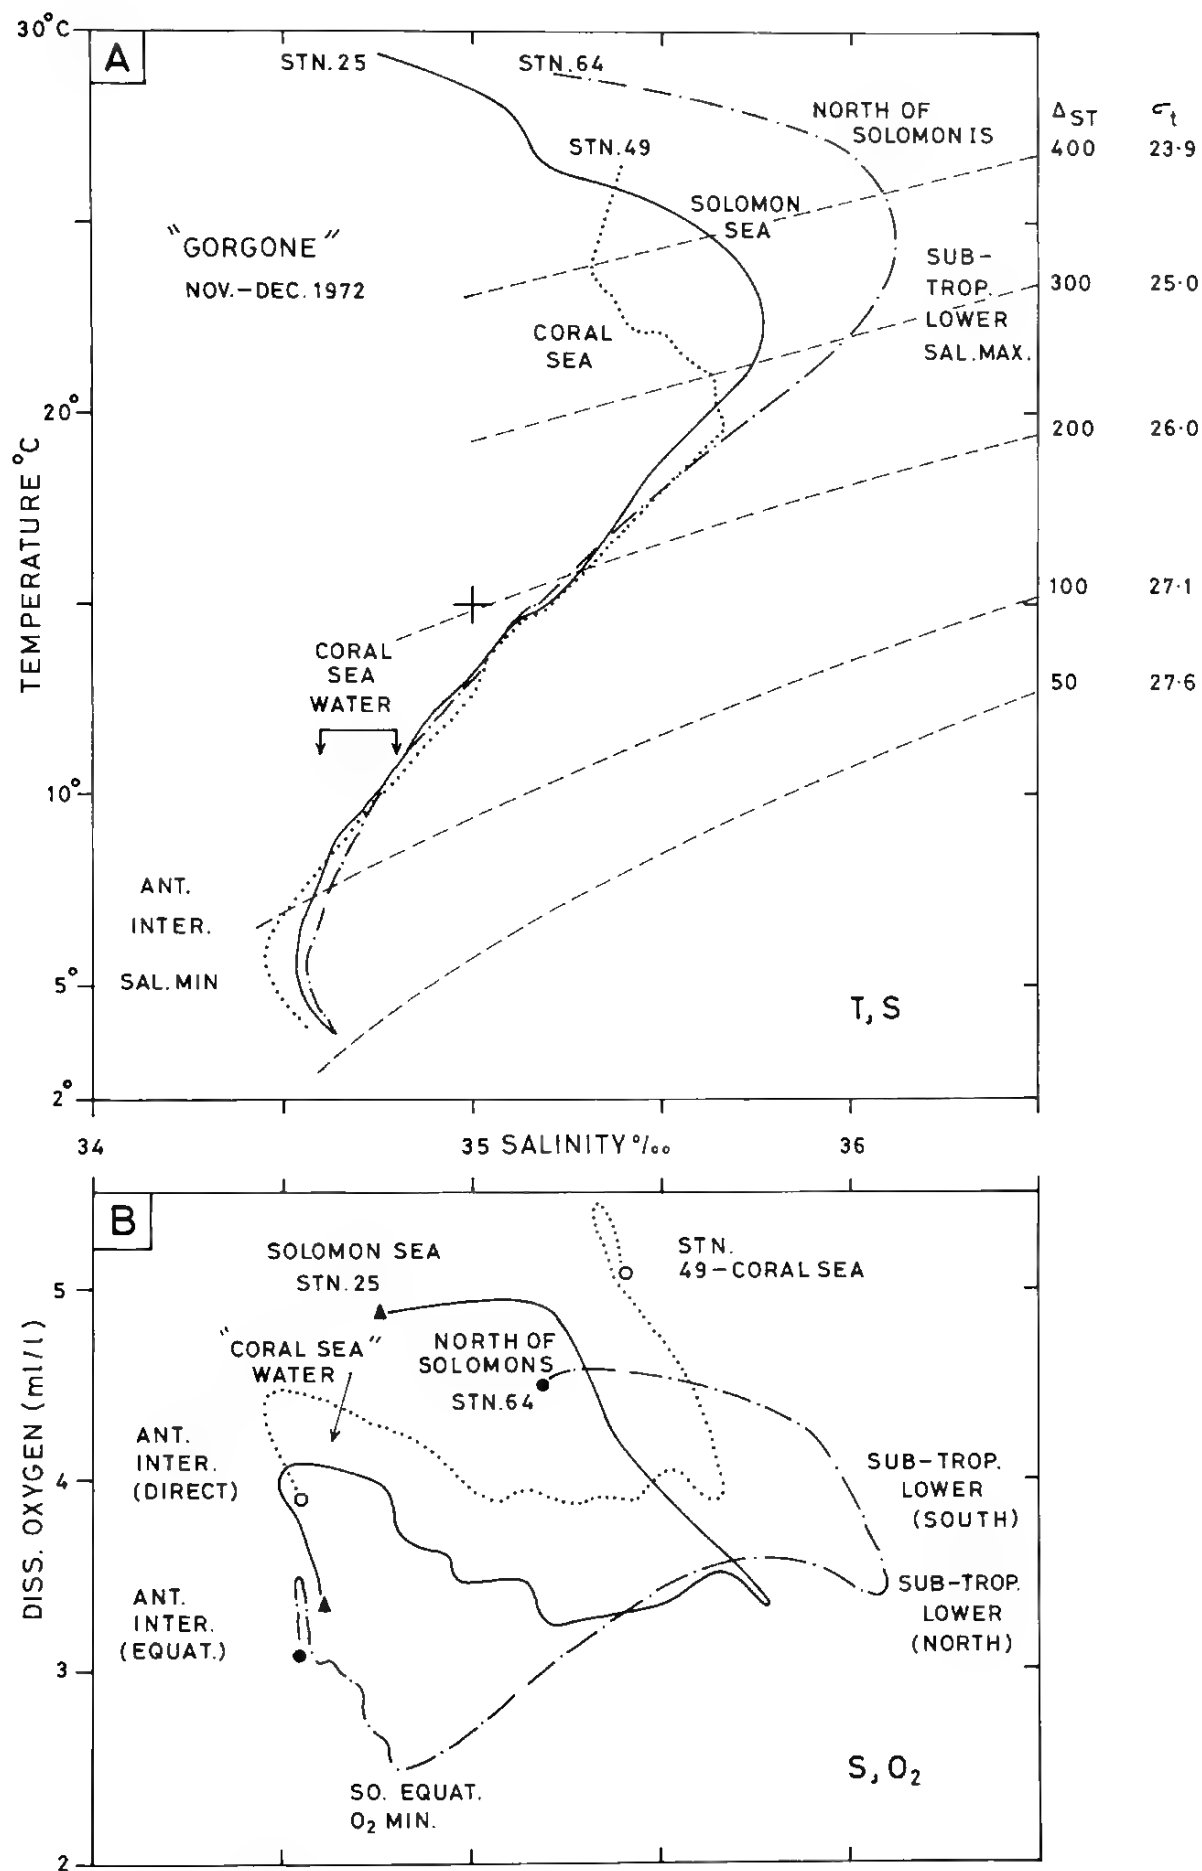 30°C
A
STN.25
STN.64
NORTH OF
SOLOMON IS
ΔST
σt
400
23·9
STN.49
SOLOMON
SEA
"GORGONE"
NOV.–DEC. 1972
SUB–
TROP.
LOWER
SAL.MAX.
300
25·0
CORAL
SEA
20°
200
26·0
TEMPERATURE °C
100
27·1
CORAL
SEA
WATER
50
27·6
10°
ANT.
INTER.
SAL.MIN
5°
T, S
2°
34
35
SALINITY °/∞
36
B
SOLOMON SEA
STN.25
STN.
49–CORAL SEA
5
"CORAL SEA"
WATER
NORTH OF
SOLOMONS
STN.64
DISS. OXYGEN (ml/l)
ANT.
INTER.
(DIRECT)
4
SUB–TROP.
LOWER
(SOUTH)
SUB–TROP.
LOWER
(NORTH)
ANT.
INTER.
(EQUAT.)
3
SO. EQUAT.
O₂ MIN.
S, O₂
2